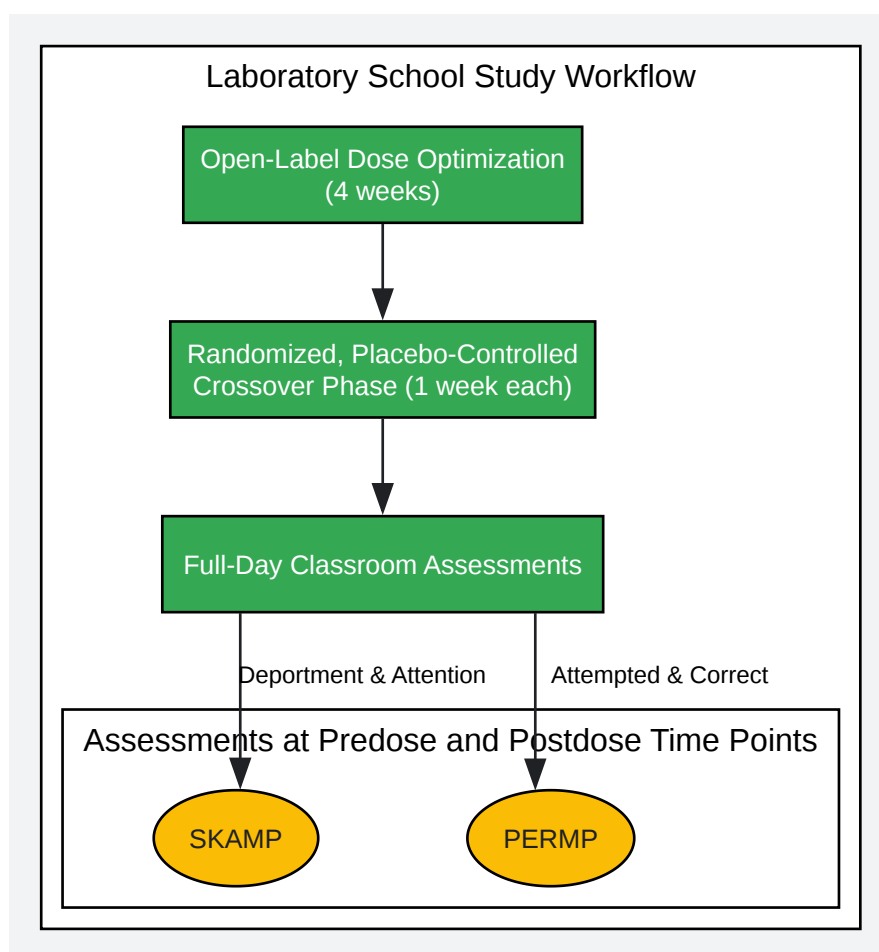 Laboratory School Study Workflow
Open-Label Dose Optimization
(4 weeks)
Randomized, Placebo-Controlled
Crossover Phase (1 week each)
Full-Day Classroom Assessments
Deportment & Attention
Attempted & Correct
Assessments at Predose and Postdose Time Points
SKAMP
PERMP